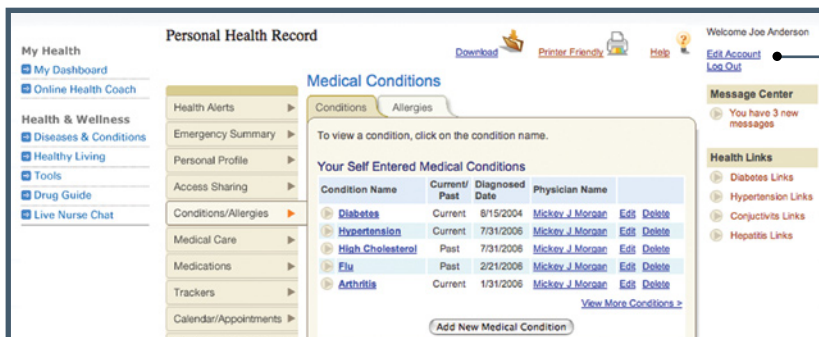 Personal Health Record
Download
Printer Friendly
Help
?
Welcome Joe Anderson
Edit Account
Log Out
My Health
My Dashboard
Online Health Coach
Health & Wellness
Diseases & Conditions
Healthy Living
Tools
Drug Guide
Live Nurse Chat
Health Alerts
Emergency Summary
Personal Profile
Access Sharing
Conditions/Allergies
Medical Care
Medications
Trackers
Calendar/Appointments
Medical Conditions
Conditions Allergies
To view a condition, click on the condition name.
Your Self Entered Medical Conditions
Condition Name Current/Past Diagnosed Date Physician Name
Diabetes Current 8/15/2004 Mickey J Morgan Edit Delete
Hypertension Current 7/31/2006 Mickey J Morgan Edit Delete
High Cholesterol Past 7/31/2006 Mickey J Morgan Edit Delete
Flu Past 2/21/2006 Mickey J Morgan Edit Delete
Arthritis Current 1/31/2006 Mickey J Morgan Edit Delete
View More Conditions >
Add New Medical Condition
Message Center
You have 3 new
messages
Health Links
Diabetes Links
Hypertension Links
Conjuctivits Links
Hepatitis Links